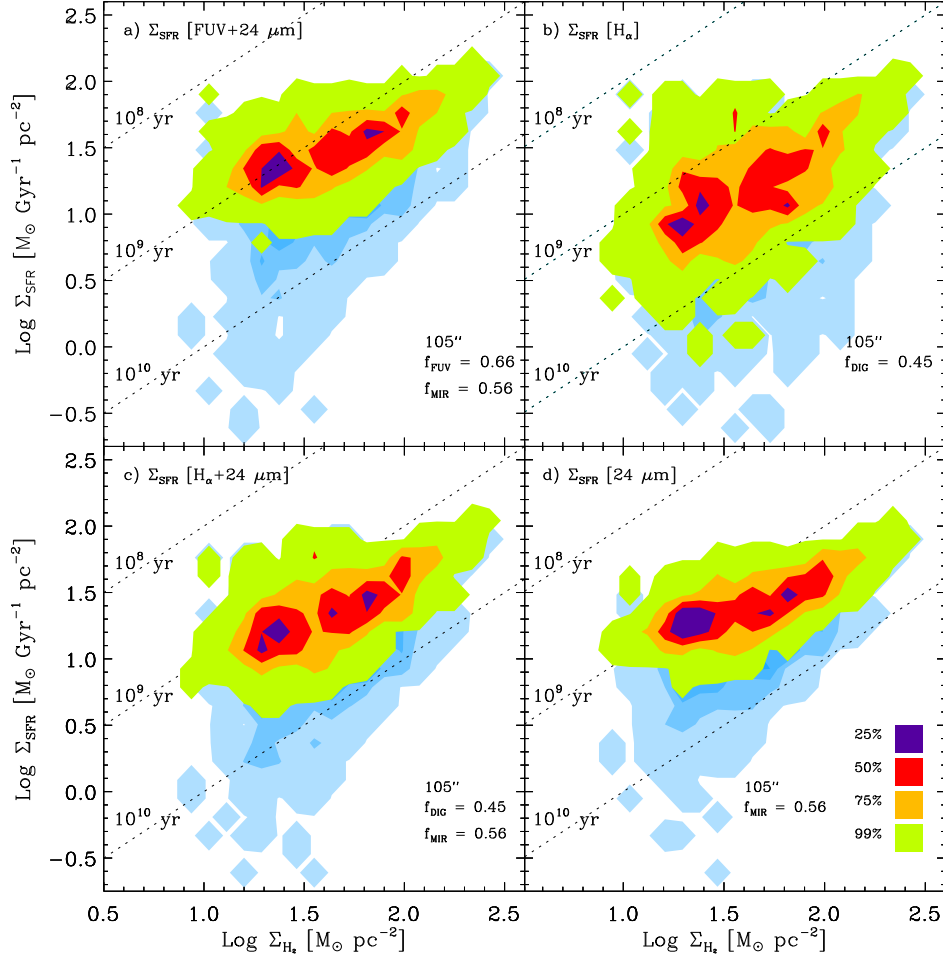 a) Σ_SFR [FUV+24 μm]
b) Σ_SFR [H_α]
2.5
2.0
1.5
1.0
0.5
0.0
−0.5
Log Σ_SFR [M_⊙ Gyr^−1 pc^−2]
10^8 yr
10^9 yr
10^10 yr
105″
f_FUV = 0.66
f_MIR = 0.56
10^8 yr
10^9 yr
10^10 yr
105″
f_DIG = 0.45
c) Σ_SFR [H_α+24 μm]
d) Σ_SFR [24 μm]
2.5
2.0
1.5
1.0
0.5
0.0
−0.5
Log Σ_SFR [M_⊙ Gyr^−1 pc^−2]
10^8 yr
10^9 yr
10^10 yr
105″
f_DIG = 0.45
f_MIR = 0.56
10^8 yr
10^9 yr
10^10 yr
105″
f_MIR = 0.56
25%
50%
75%
99%
0.5 1.0 1.5 2.0 2.5
1.0 1.5 2.0 2.5
Log Σ_H₂ [M_⊙ pc^−2]
Log Σ_H₂ [M_⊙ pc^−2]